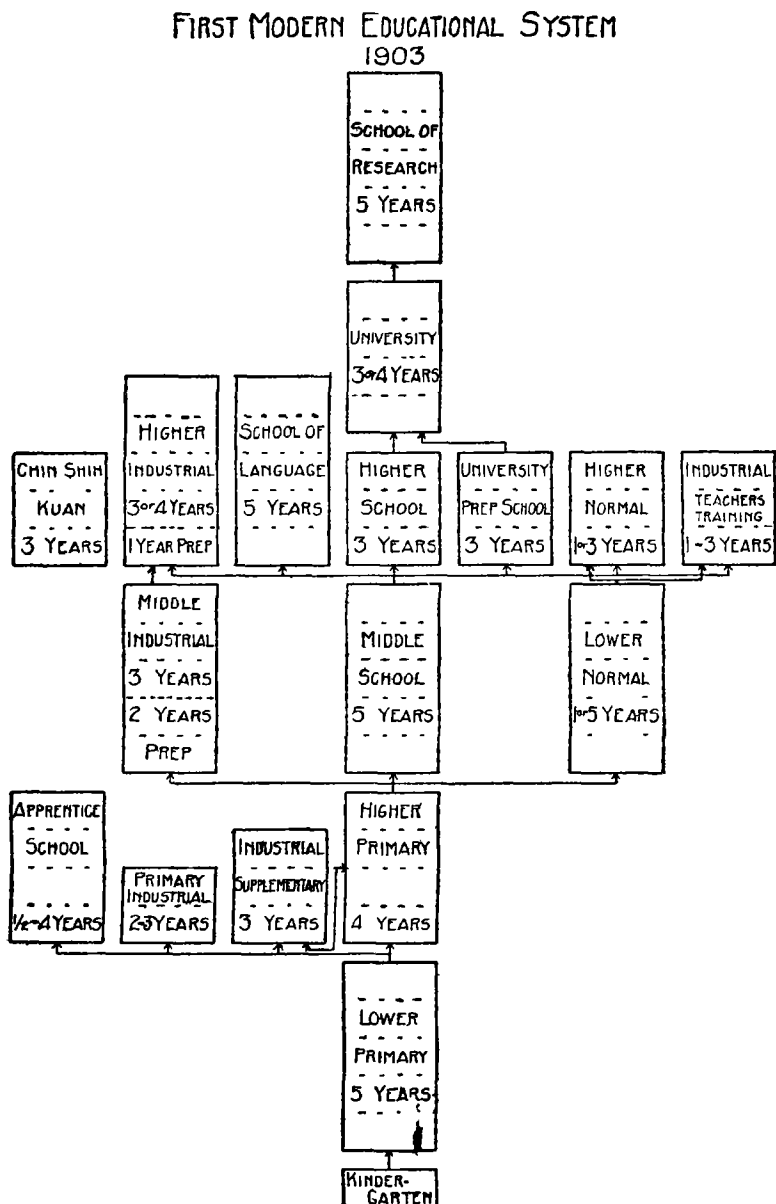 FIRST MODERN EDUCATIONAL SYSTEM
1903
SCHOOL OF
RESEARCH
5 YEARS
UNIVERSITY
3 or 4 YEARS
CHIN SHIH
KUAN
3 YEARS
HIGHER
INDUSTRIAL
3 or 4 YEARS
1 YEAR PREP
SCHOOL OF
LANGUAGE
5 YEARS
HIGHER
SCHOOL
3 YEARS
UNIVERSITY
PREP SCHOOL
3 YEARS
HIGHER
NORMAL
1 or 3 YEARS
INDUSTRIAL
TEACHERS
TRAINING
1-3 YEARS
MIDDLE
INDUSTRIAL
3 YEARS
2 YEARS
PREP
MIDDLE
SCHOOL
5 YEARS
LOWER
NORMAL
1 or 5 YEARS
APPRENTICE
SCHOOL
1/2-4 YEARS
PRIMARY
INDUSTRIAL
2-3 YEARS
INDUSTRIAL
SUPPLEMENTARY
3 YEARS
HIGHER
PRIMARY
4 YEARS
LOWER
PRIMARY
5 YEARS
KINDER-
GARTEN